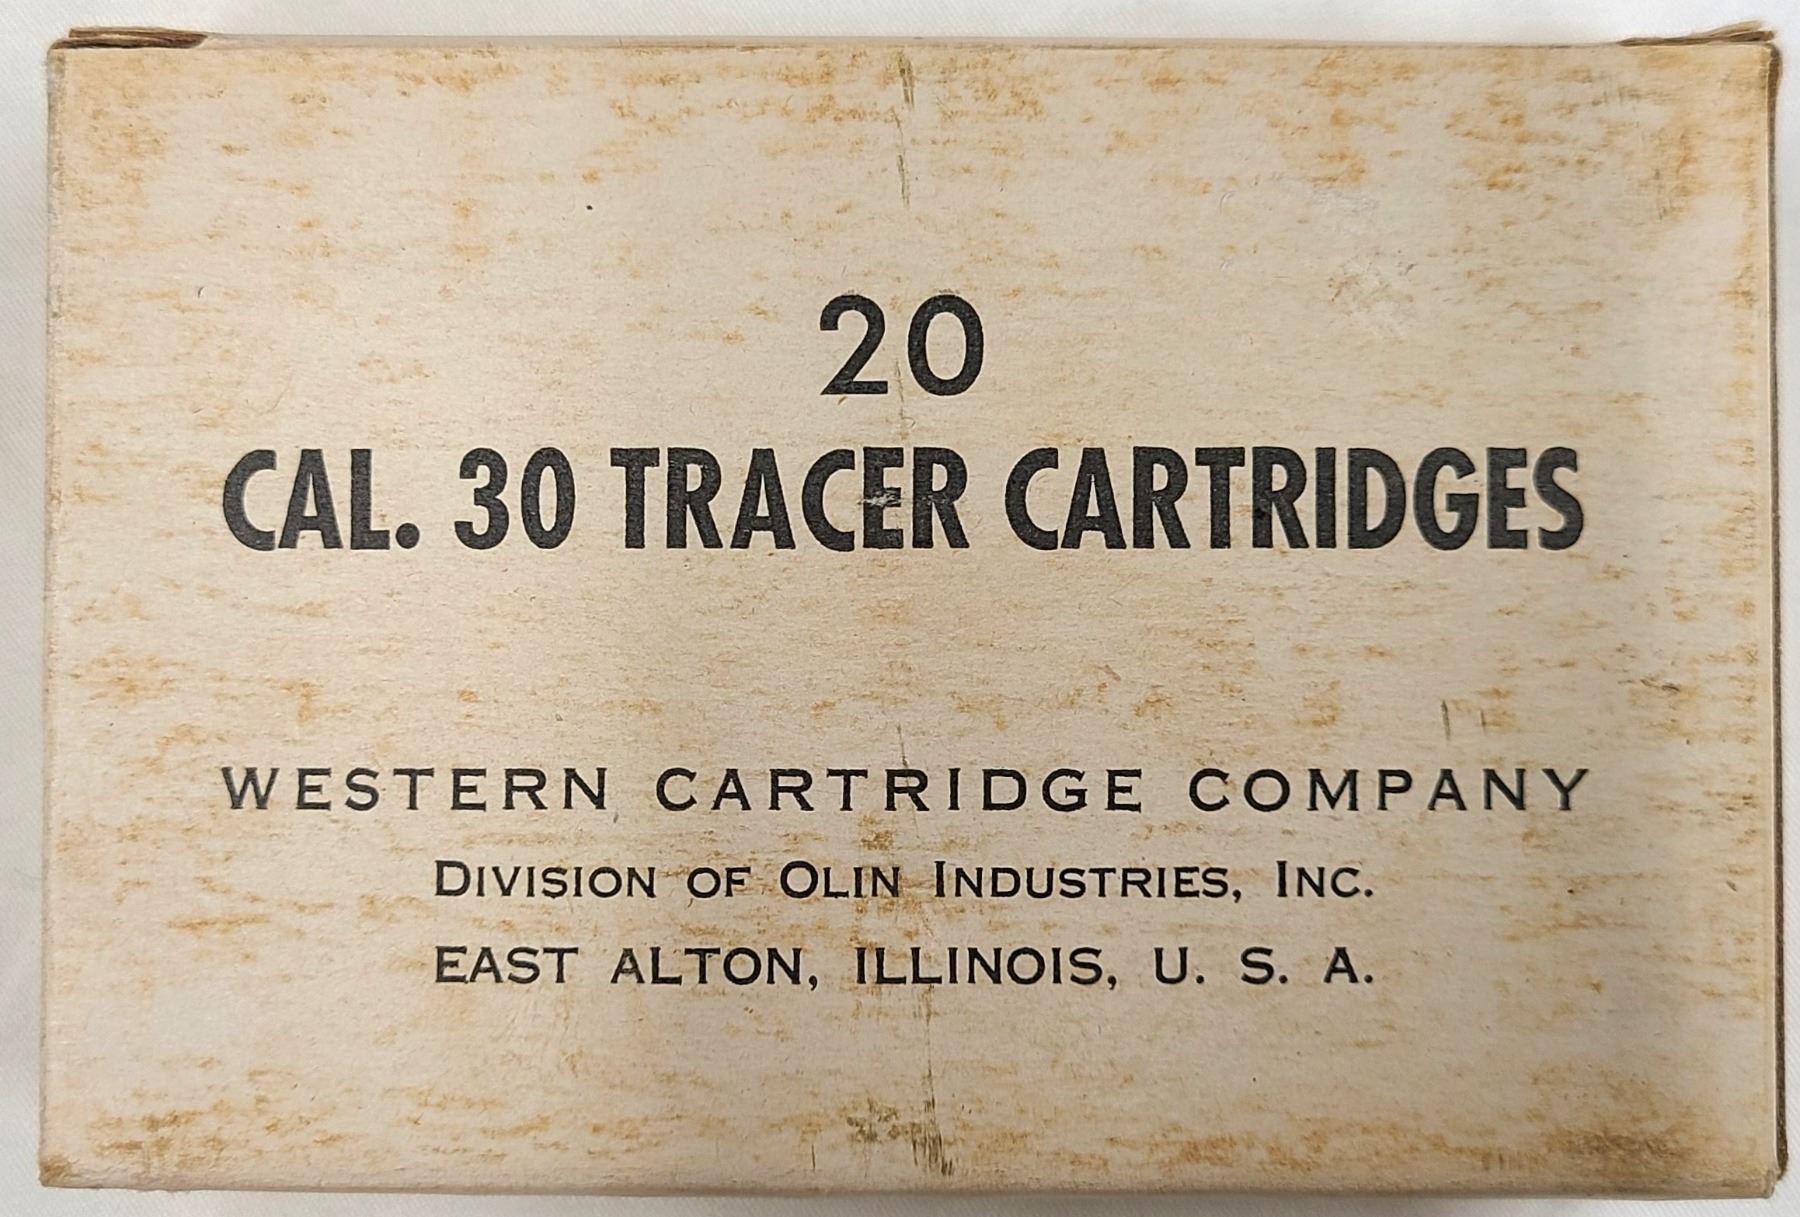 20
CAL. 30 TRACER CARTRIDGES
WESTERN CARTRIDGE COMPANY
DIVISION OF OLIN INDUSTRIES, INC.
EAST ALTON, ILLINOIS, U. S. A.